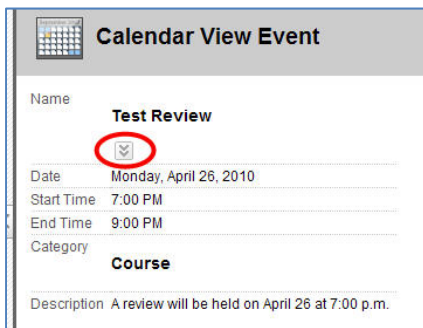 Calendar View Event
Name
Test Review
Date Monday, April 26, 2010
Start Time 7:00 PM
End Time 9:00 PM
Category
Course
Description A review will be held on April 26 at 7:00 p.m.